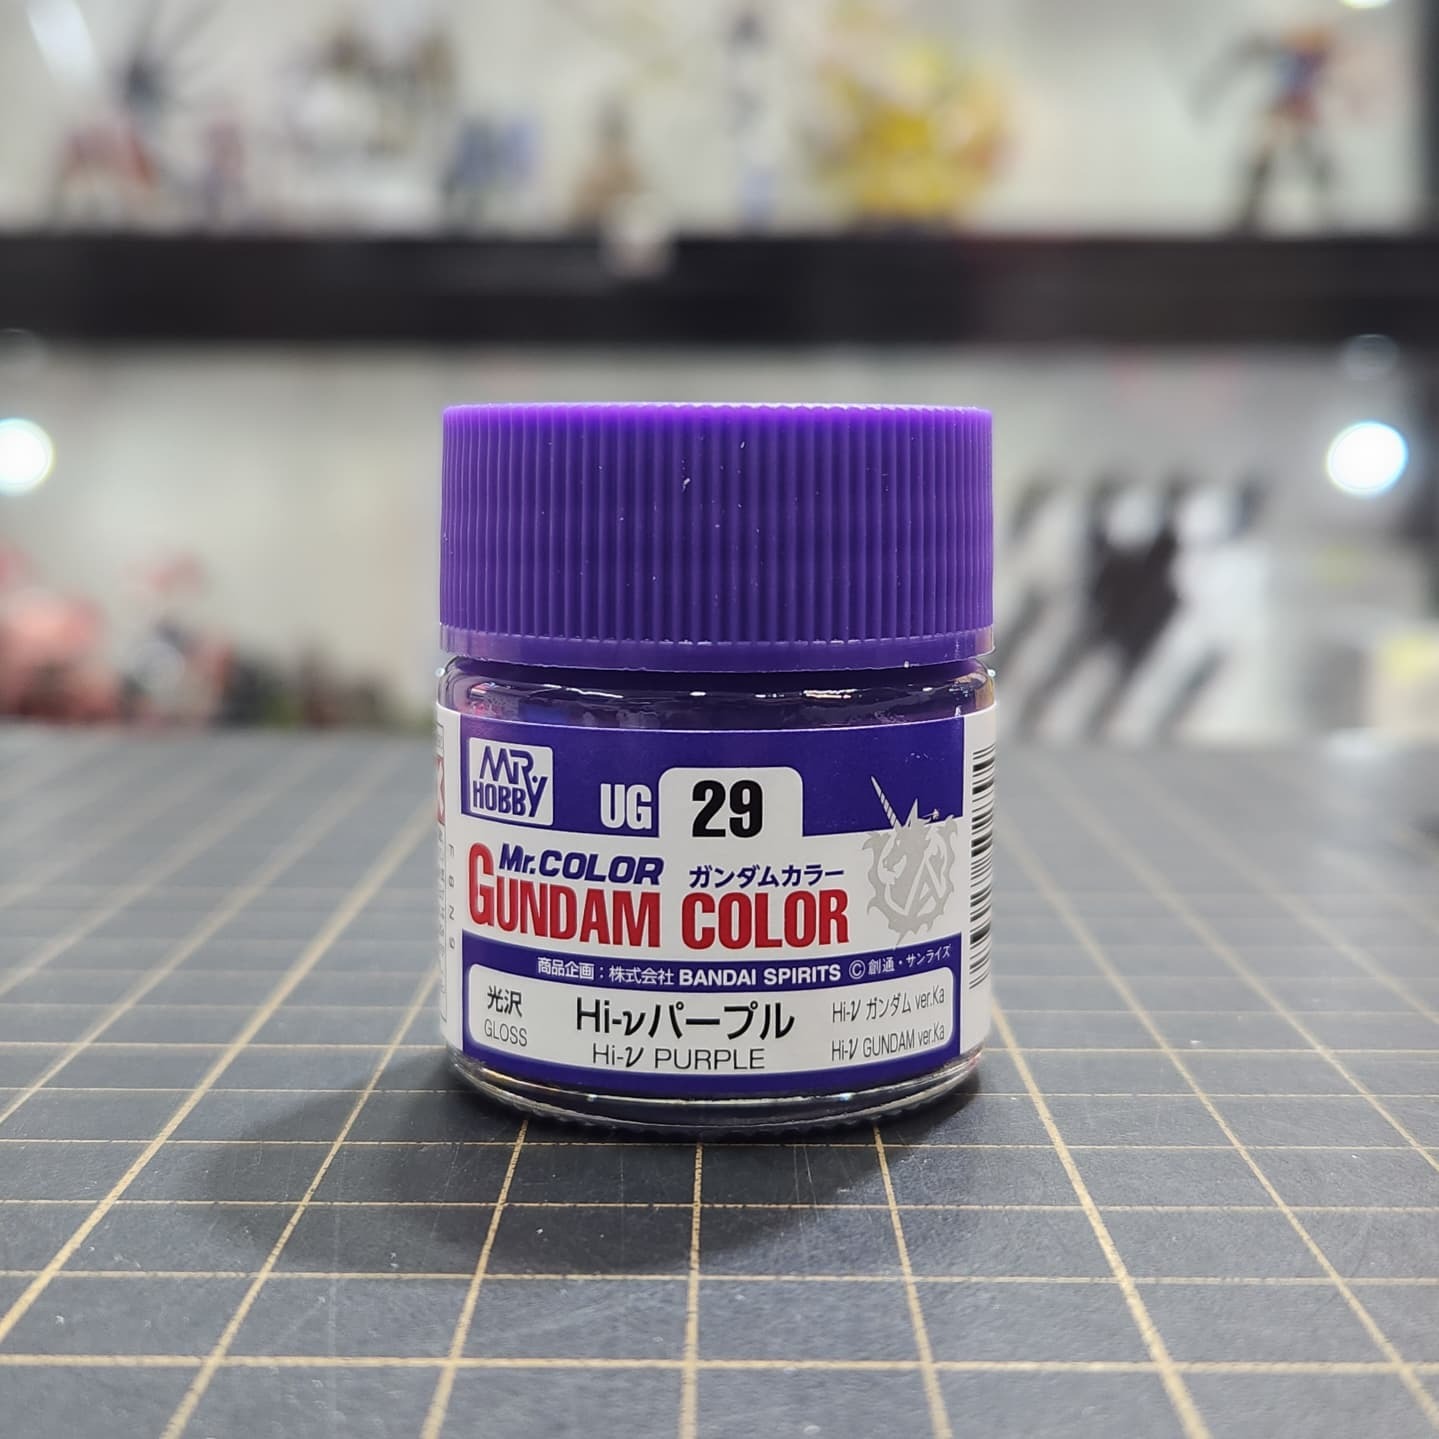 Mr.
HOBBY
UG 29
Mr.COLOR ガンダムカラー
GUNDAM COLOR
商品企画：株式会社 BANDAI SPIRITS ©創通・サンライズ
光沢
GLOSS
Hi-νパープル
Hi-ν PURPLE
Hi-ν ガンダム ver.Ka
Hi-ν GUNDAM ver.Ka